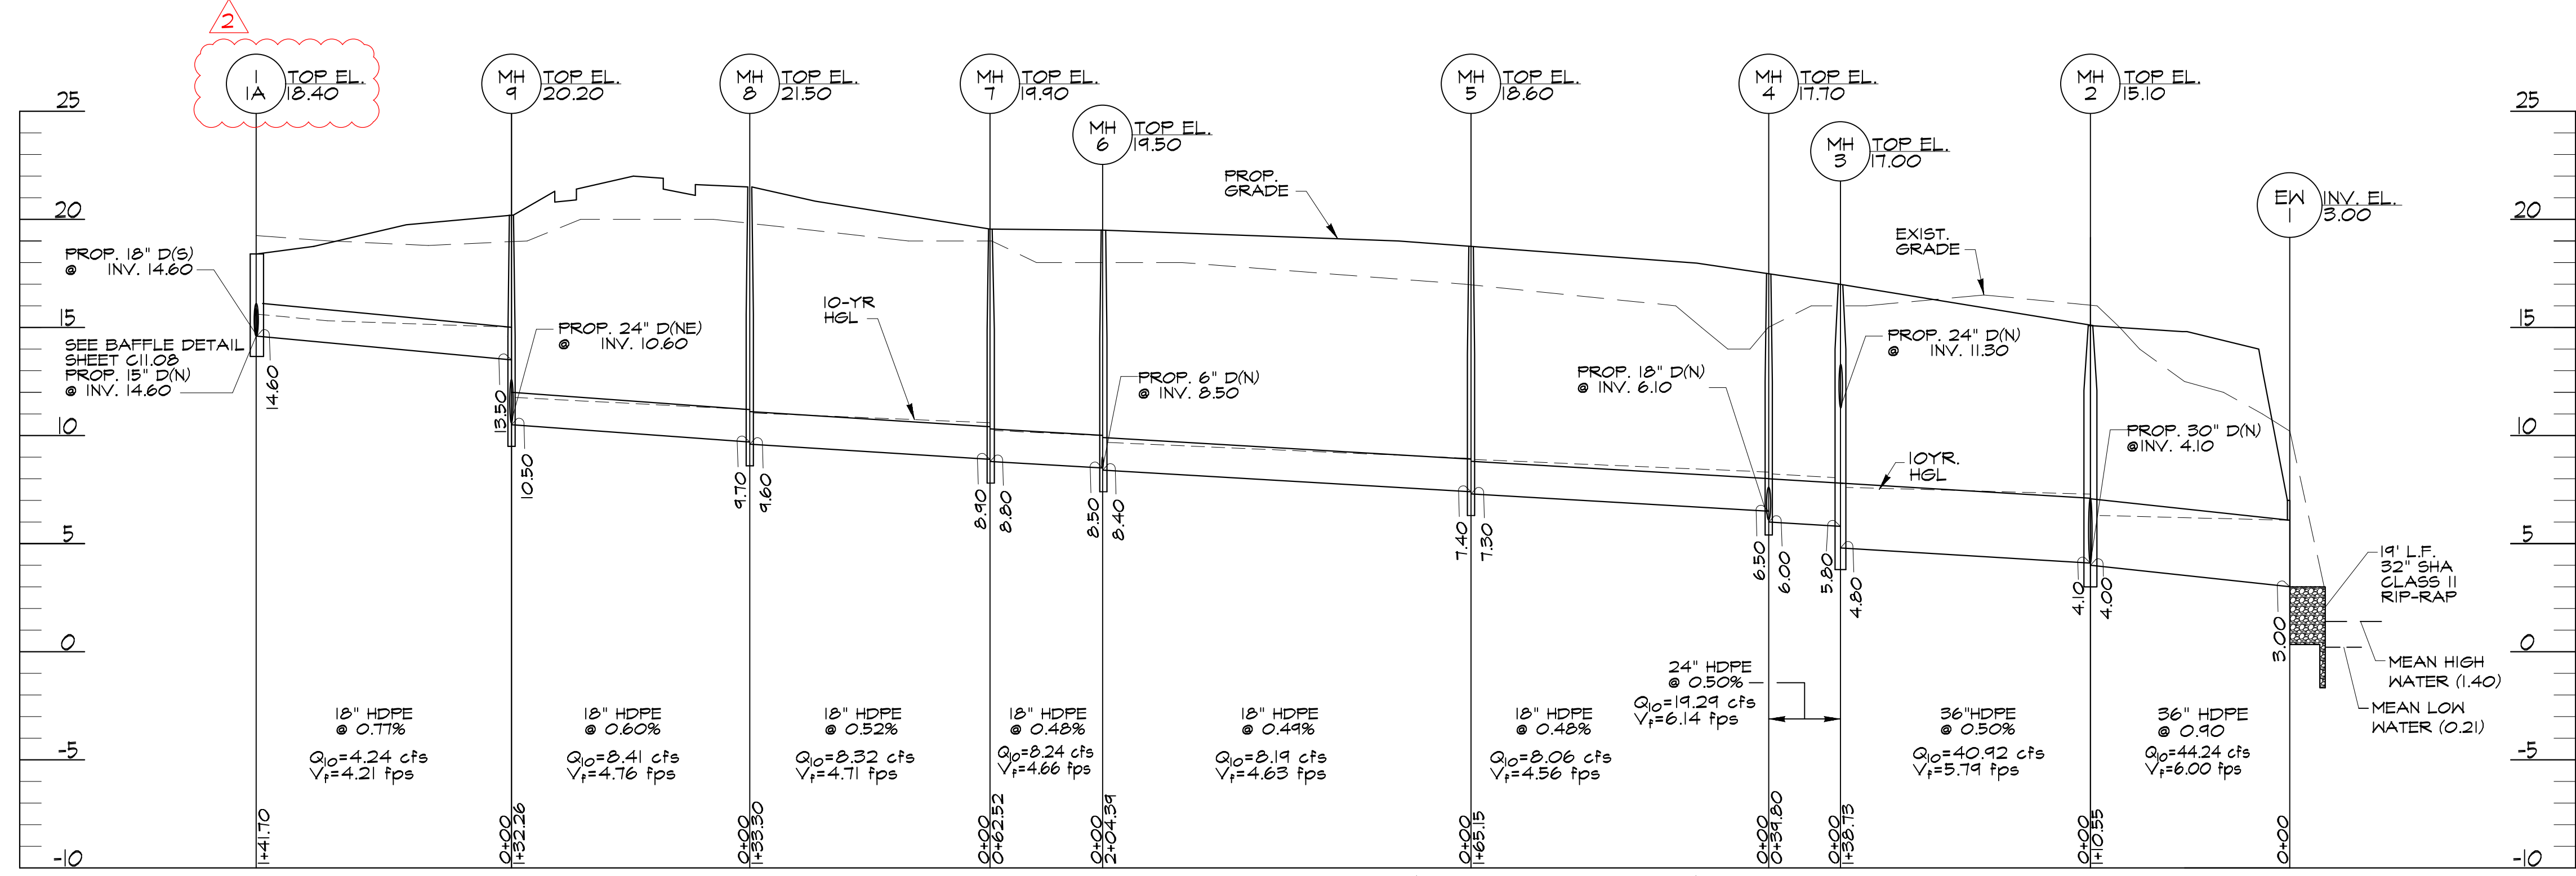 2
1
1A
TOP EL.
18.40
MH
9
TOP EL.
20.20
MH
8
TOP EL.
21.50
MH
7
TOP EL.
19.90
MH
6
TOP EL.
19.50
MH
5
TOP EL.
18.60
MH
4
TOP EL.
17.70
MH
3
TOP EL.
17.00
MH
2
TOP EL.
15.10
EW
1
INV. EL.
3.00
25
20
15
10
5
0
-5
-10
25
20
15
10
5
0
-5
-10
PROP. 18" D(S)
@ INV. 14.60
SEE BAFFLE DETAIL
SHEET C11.08
PROP. 15" D(N)
@ INV. 14.60
PROP. 24" D(NE)
@ INV. 10.60
10-YR
HGL
PROP. 6" D(N)
@ INV. 8.50
PROP.
GRADE
PROP. 18" D(N)
@ INV. 6.10
EXIST.
GRADE
PROP. 24" D(N)
@ INV. 11.30
10YR.
HGL
PROP. 30" D(N)
@INV. 4.10
19' L.F.
32" SHA
CLASS II
RIP-RAP
MEAN HIGH
WATER (1.40)
MEAN LOW
WATER (0.21)
14.60
13.50
10.50
9.70
9.60
8.90
8.80
8.50
8.40
7.40
7.30
6.50
6.00
5.80
4.80
4.10
4.00
3.00
18" HDPE
@ 0.77%
Q10=4.24 cfs
Vf=4.21 fps
18" HDPE
@ 0.60%
Q10=8.41 cfs
Vf=4.76 fps
18" HDPE
@ 0.52%
Q10=8.32 cfs
Vf=4.71 fps
18" HDPE
@ 0.48%
Q10=8.24 cfs
Vf=4.66 fps
18" HDPE
@ 0.49%
Q10=8.19 cfs
Vf=4.63 fps
18" HDPE
@ 0.48%
Q10=8.06 cfs
Vf=4.56 fps
24" HDPE
@ 0.50%
Q10=19.29 cfs
Vf=6.14 fps
36"HDPE
@ 0.50%
Q10=40.92 cfs
Vf=5.79 fps
36" HDPE
@ 0.90
Q10=44.24 cfs
Vf=6.00 fps
1+41.70
0+00
1+32.26
0+00
1+33.30
0+00
0+62.52
0+00
2+04.39
0+00
1+65.15
0+00
0+39.80
0+00
1+38.73
0+00
1+10.55
0+00